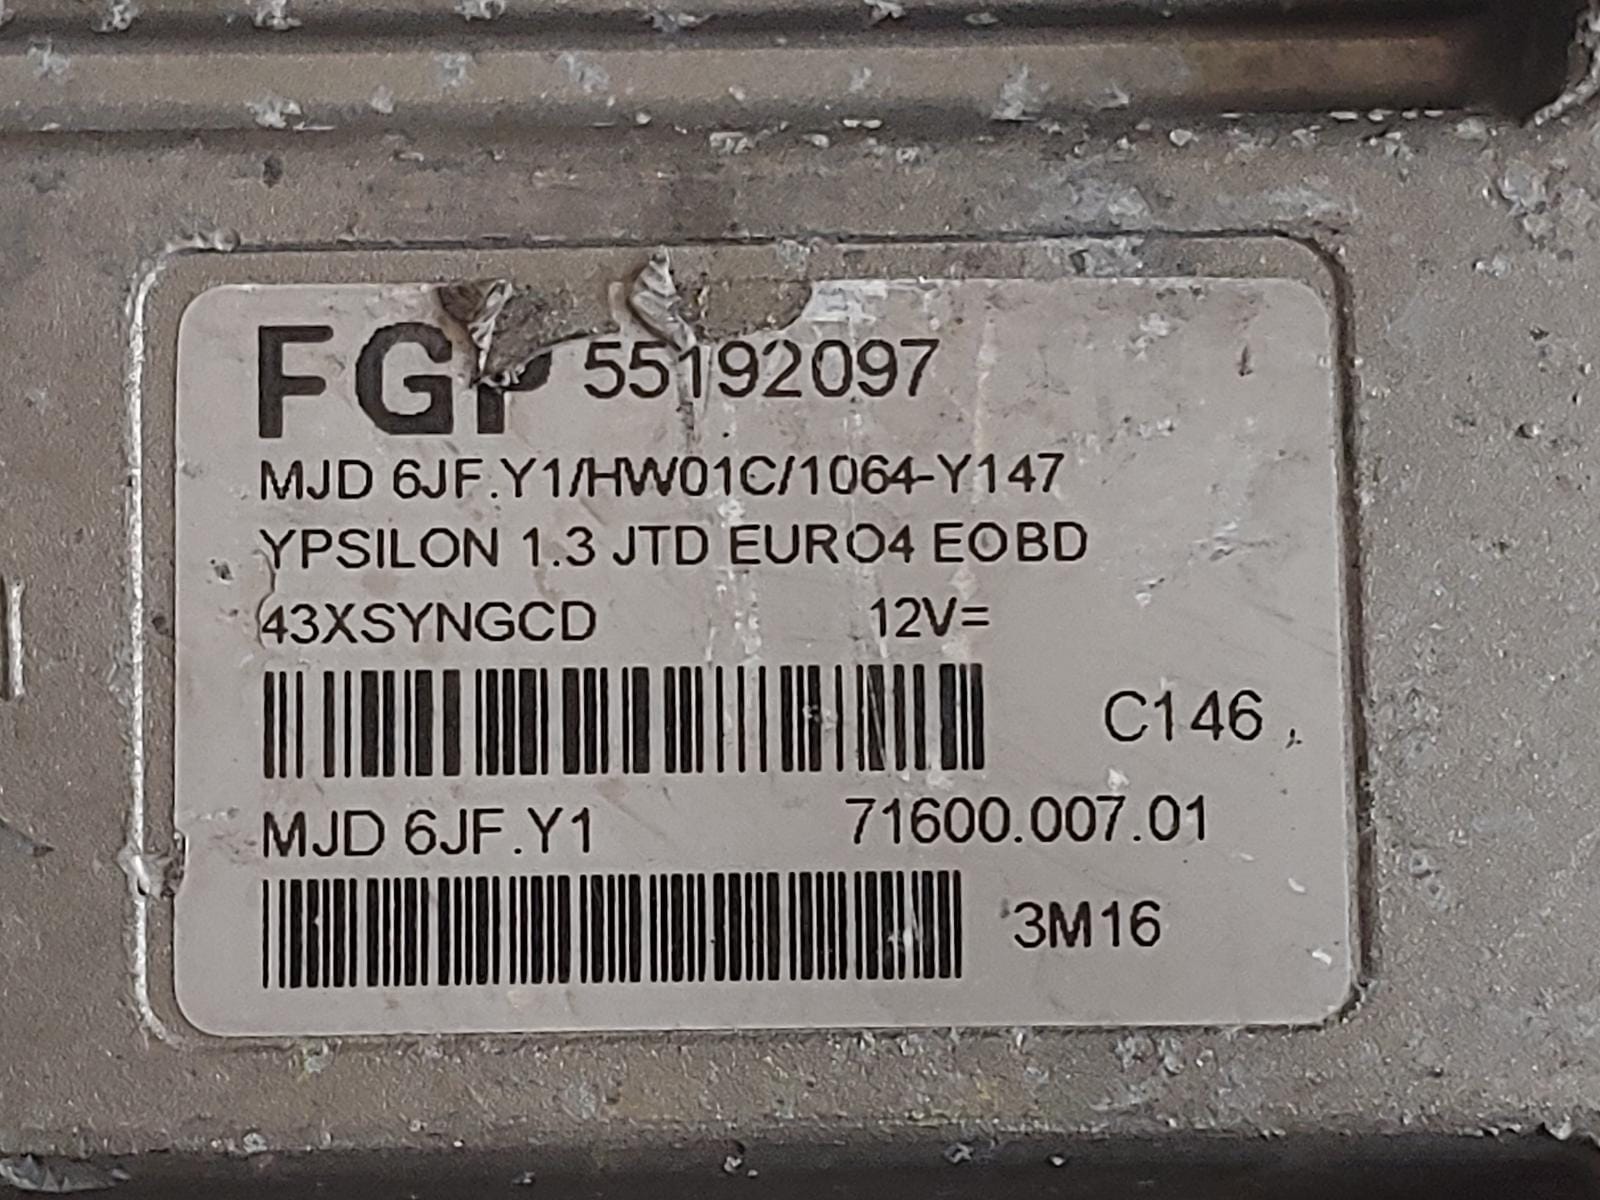 FGP 55192097
MJD 6JF.Y1/HW01C/1064-Y147
YPSILON 1.3 JTD EURO4 EOBD
43XSYNGCD 12V=
C146
MJD 6JF.Y1 71600.007.01
3M16